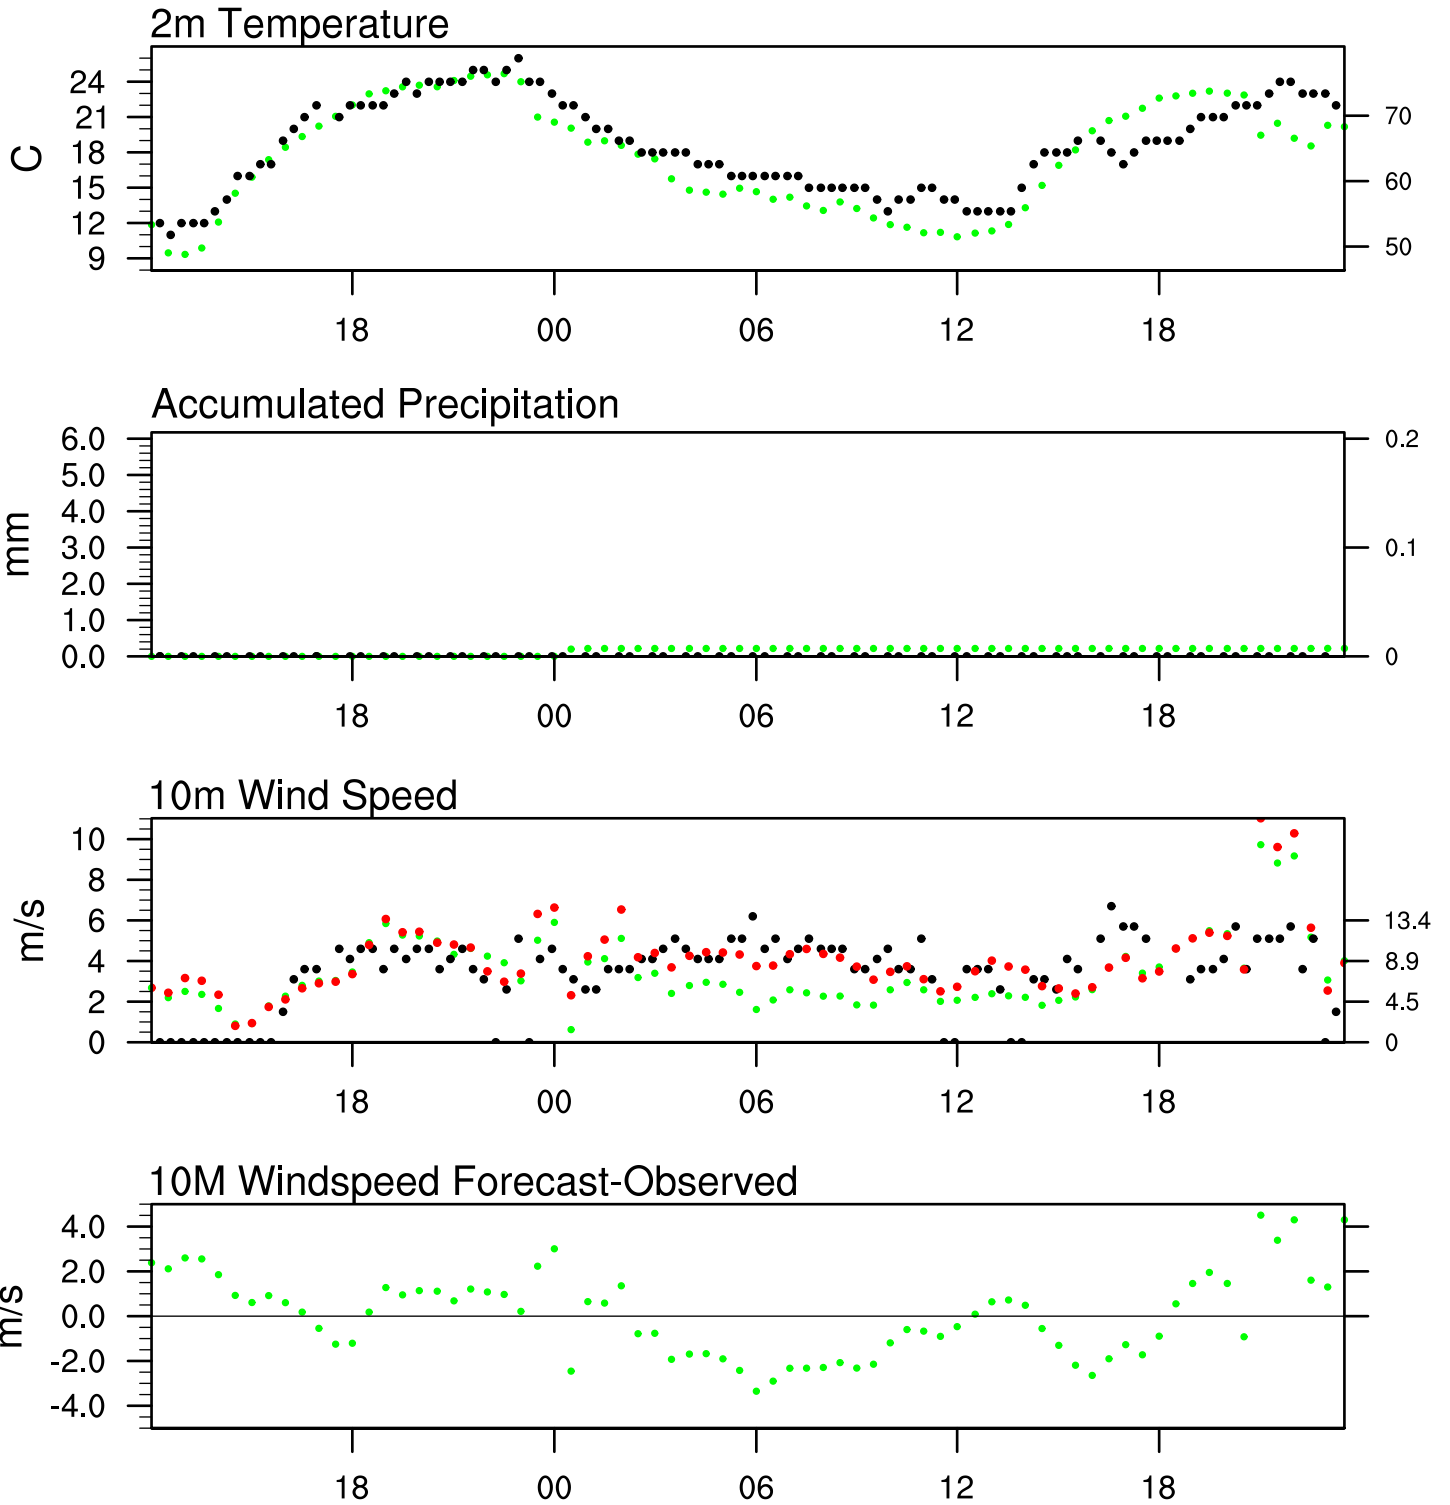 2m Temperature
24
21
18
15
12
9
C
70
60
50
18 00 06 12 18
Accumulated Precipitation
6.0
5.0
4.0
3.0
2.0
1.0
0.0
mm
0.2
0.1
0
18 00 06 12 18
10m Wind Speed
10
8
6
4
2
0
m/s
13.4
8.9
4.5
0
18 00 06 12 18
10M Windspeed Forecast-Observed
4.0
2.0
0.0
-2.0
-4.0
m/s
18 00 06 12 18